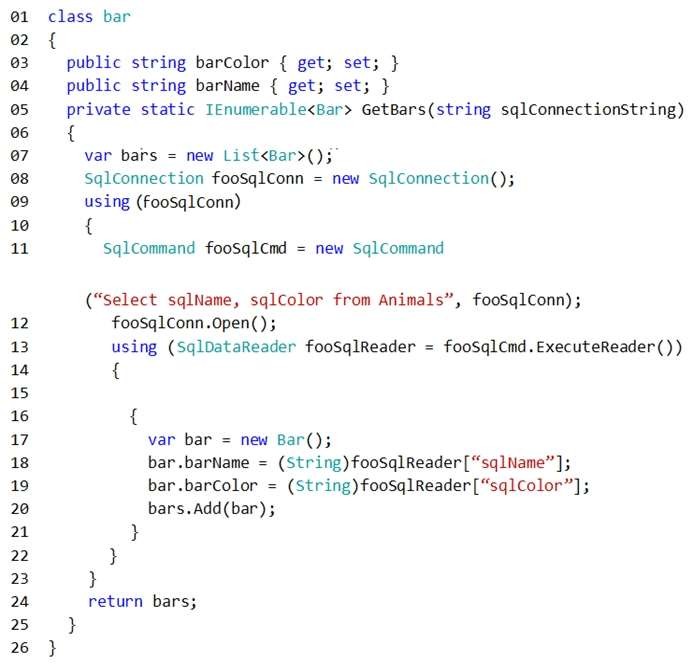 01 class bar
02 {
03 public string barColor { get; set; }
04 public string barName { get; set; }
05 private static IEnumerable<Bar> GetBars(string sqlConnectionString)
06 {
07 var bars = new List<Bar>();
08 SqlConnection fooSqlConn = new SqlConnection();
09 using (fooSqlConn)
10 {
11 SqlCommand fooSqlCmd = new SqlCommand
(“Select sqlName, sqlColor from Animals”, fooSqlConn);
12 fooSqlConn.Open();
13 using (SqlDataReader fooSqlReader = fooSqlCmd.ExecuteReader())
14 {
15
16 {
17 var bar = new Bar();
18 bar.barName = (String)fooSqlReader[“sqlName”];
19 bar.barColor = (String)fooSqlReader[“sqlColor”];
20 bars.Add(bar);
21 }
22 }
23 }
24 return bars;
25 }
26 }